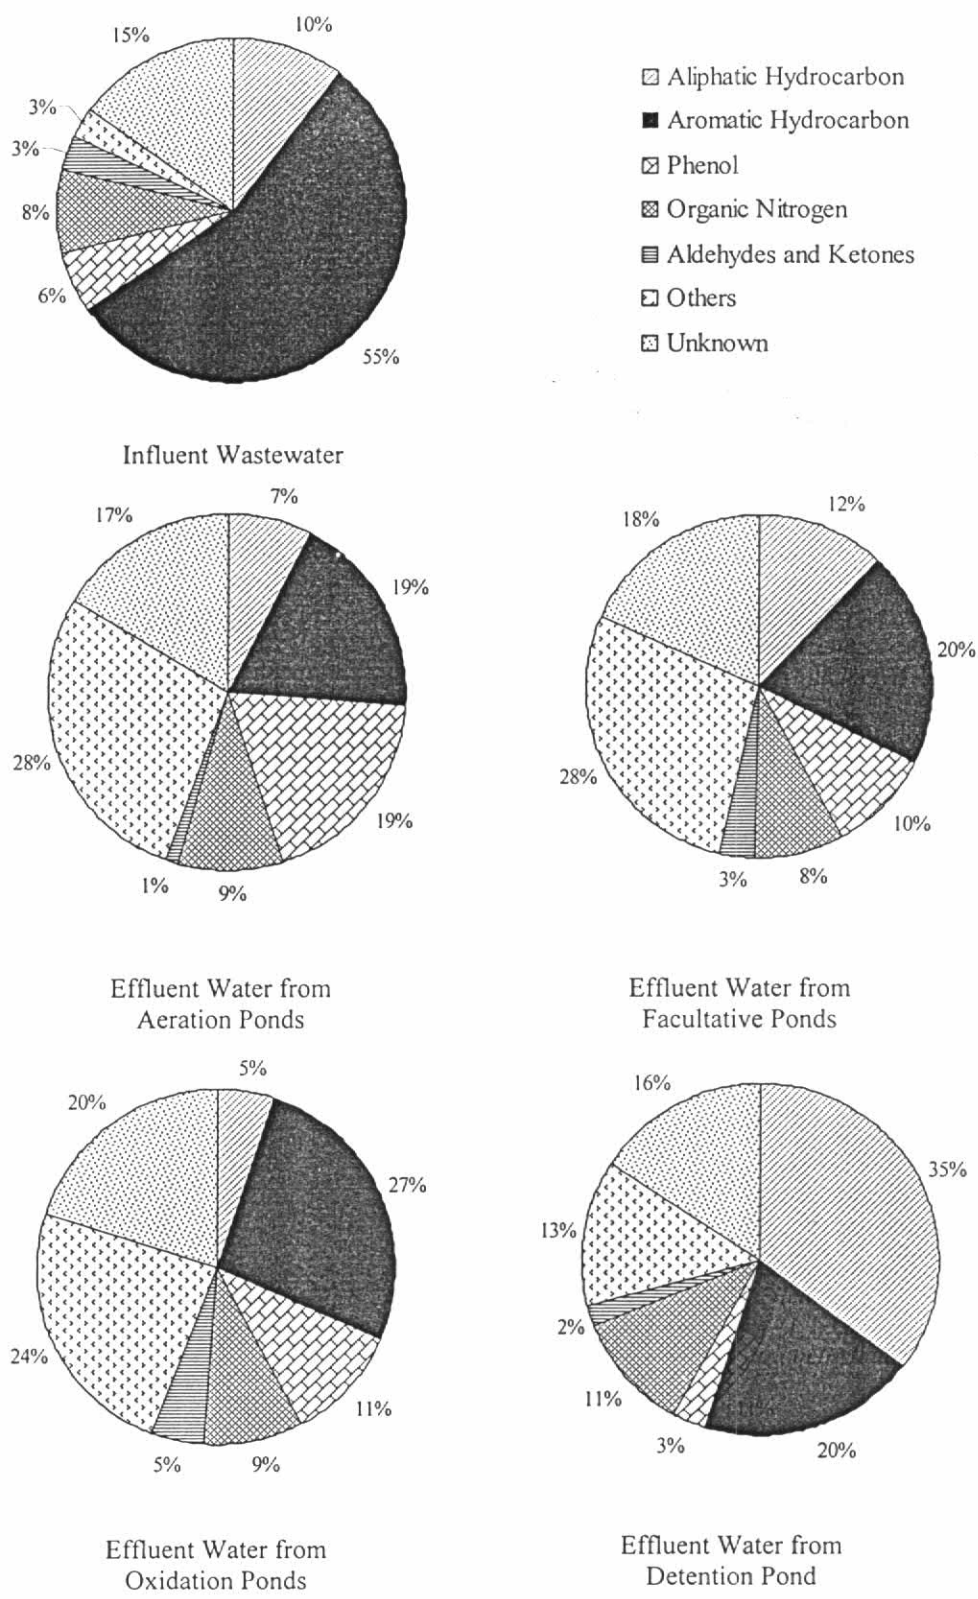 15%
10%
3%
3%
8%
6%
55%
Aliphatic Hydrocarbon
Aromatic Hydrocarbon
Phenol
Organic Nitrogen
Aldehydes and Ketones
Others
Unknown
Influent Wastewater
17%
7%
19%
28%
19%
1%
9%
18%
12%
20%
28%
10%
3%
8%
Effluent Water from
Aeration Ponds
Effluent Water from
Facultative Ponds
20%
5%
27%
24%
11%
5%
9%
16%
35%
13%
2%
11%
3%
20%
Effluent Water from
Oxidation Ponds
Effluent Water from
Detention Pond